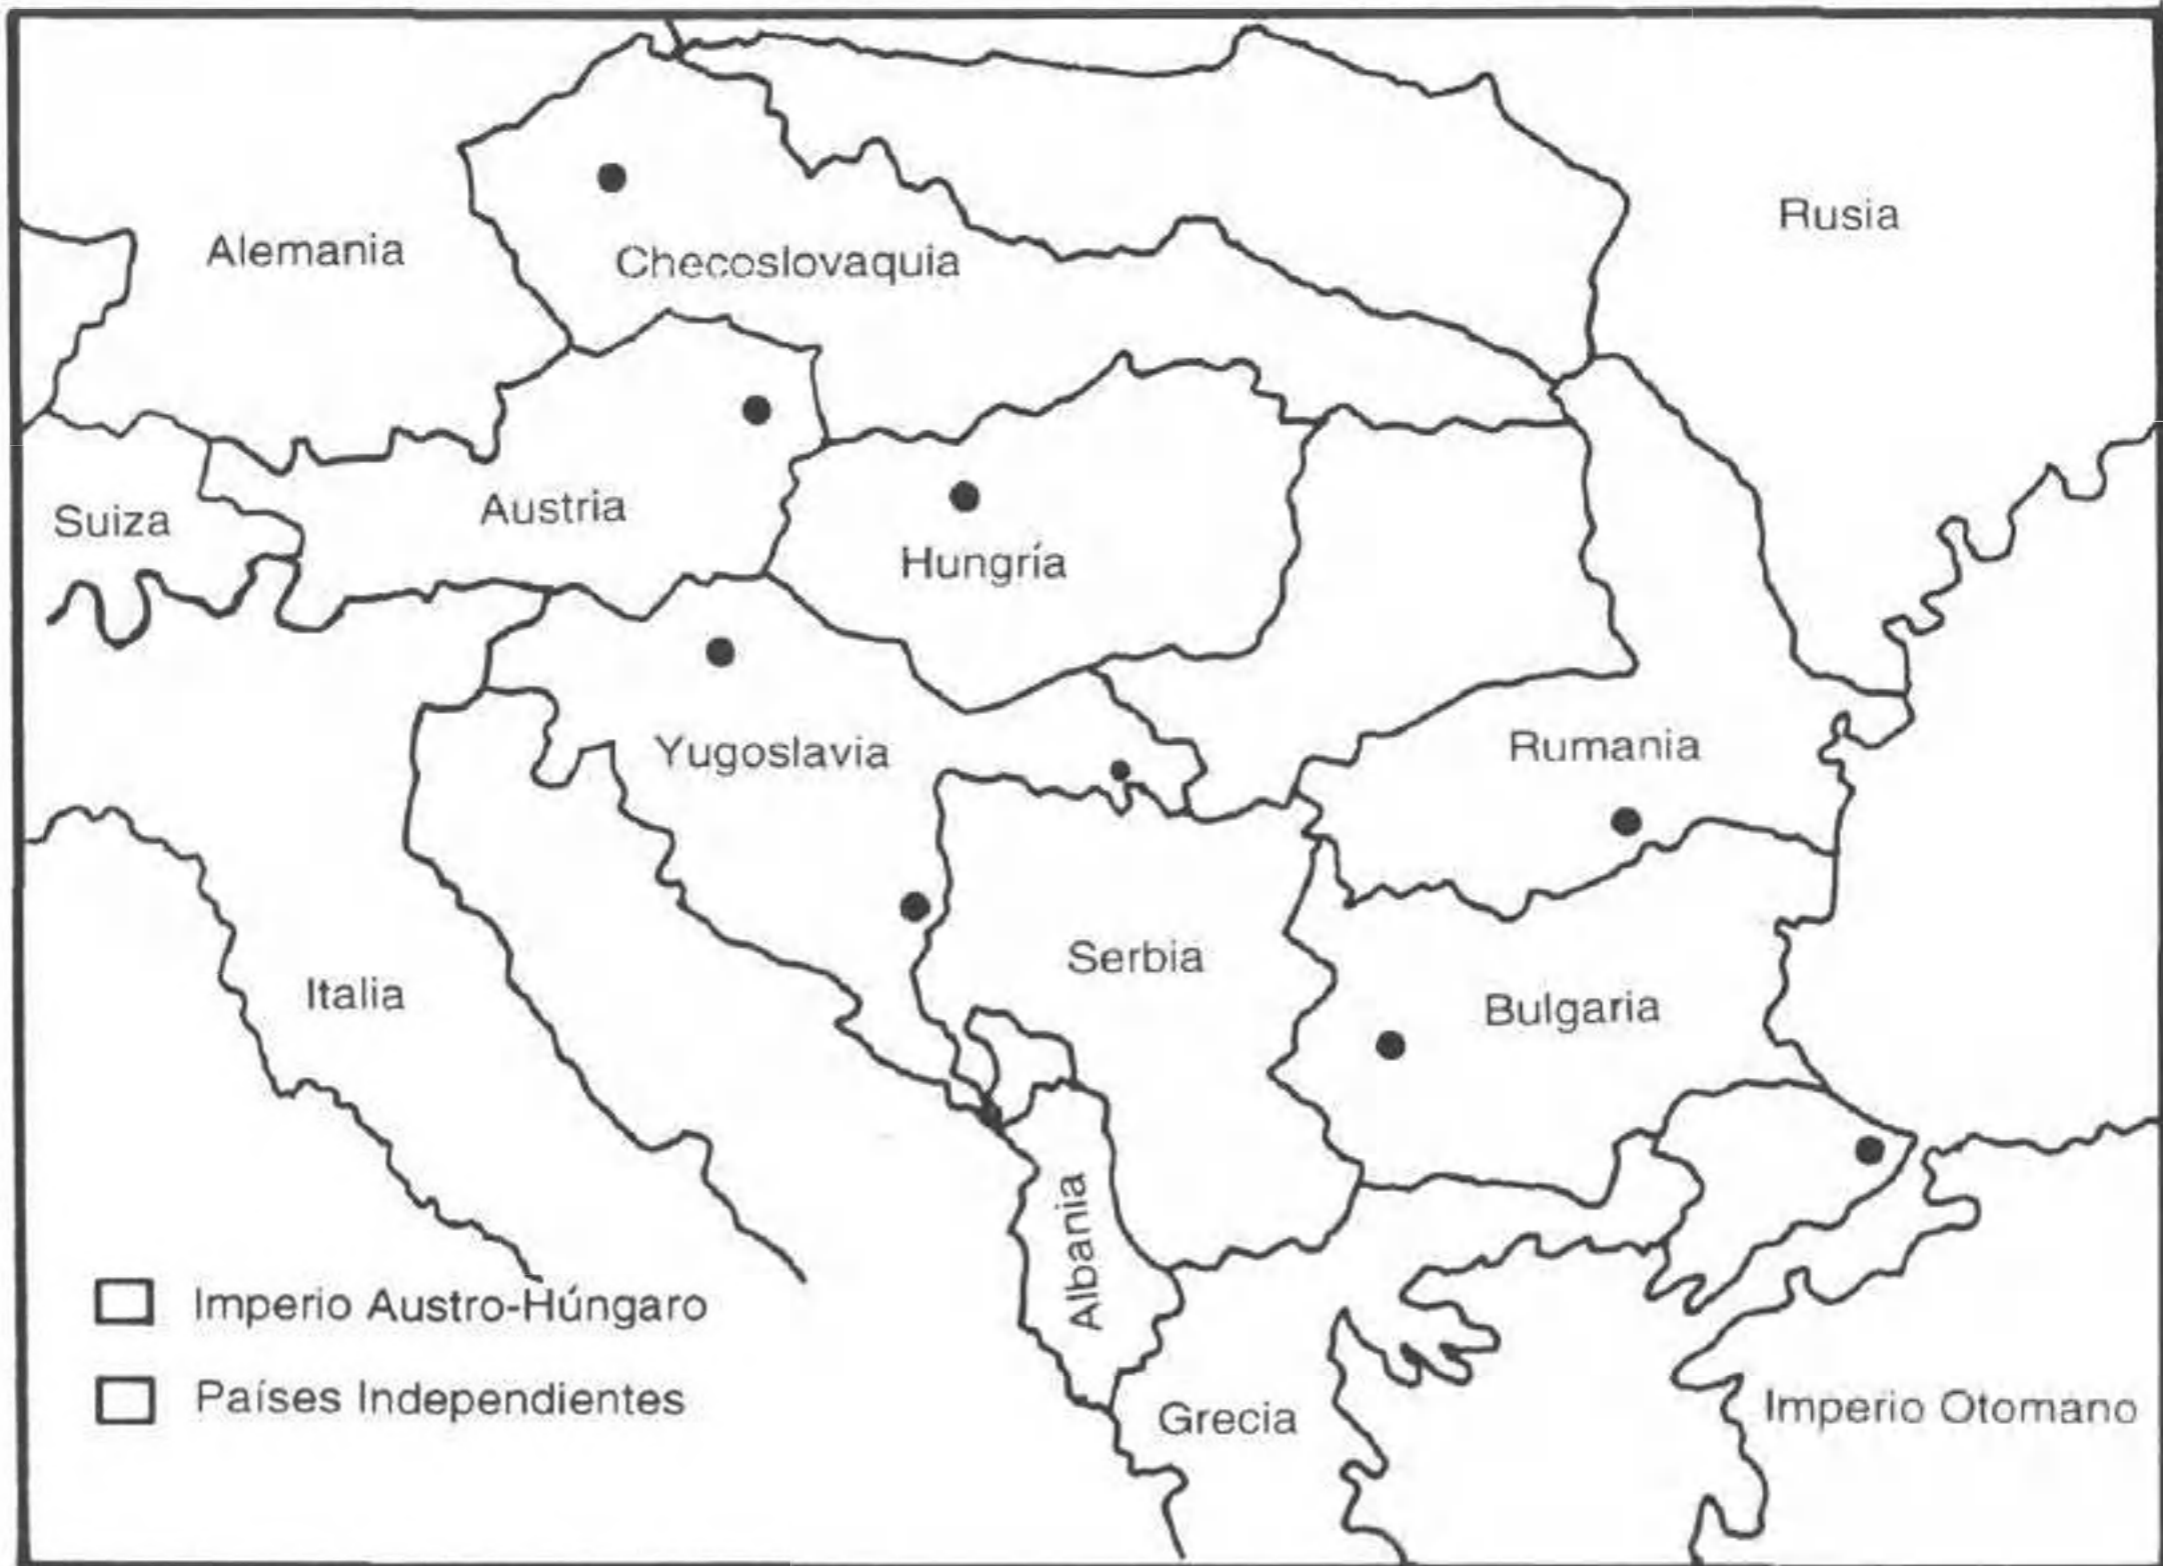 Rusia
Alemania
Checoslovaquia
Suiza
Austria
Hungría
Yugoslavia
Rumania
Serbia
Italia
Bulgaria
Albania
Imperio Austro-Húngaro
Países Independientes
Grecia
Imperio Otomano